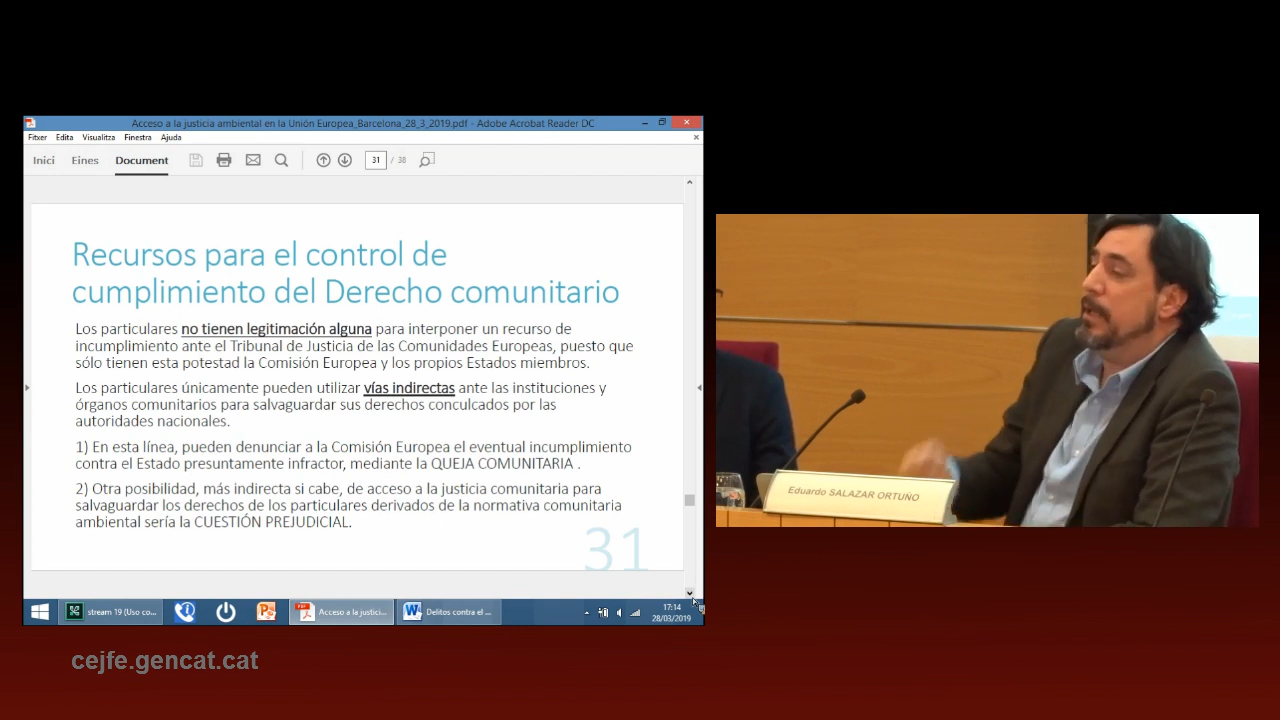 Acceso a la justicia ambiental en la Unión Europea_Barcelona_28_3_2019.pdf - Adobe Acrobat Reader DC
Fitxer Edita Visualitza Finestra Ajuda
Inici Eines Document 31 / 38
Recursos para el control de
cumplimiento del Derecho comunitario
Los particulares no tienen legitimación alguna para interponer un recurso de
incumplimiento ante el Tribunal de Justicia de las Comunidades Europeas, puesto que
sólo tienen esta potestad la Comisión Europea y los propios Estados miembros.
Los particulares únicamente pueden utilizar vías indirectas ante las instituciones y
órganos comunitarios para salvaguardar sus derechos conculcados por las
autoridades nacionales.
1) En esta línea, pueden denunciar a la Comisión Europea el eventual incumplimiento
contra el Estado presuntamente infractor, mediante la QUEJA COMUNITARIA .
2) Otra posibilidad, más indirecta si cabe, de acceso a la justicia comunitaria para
salvaguardar los derechos de los particulares derivados de la normativa comunitaria
ambiental sería la CUESTIÓN PREJUDICIAL.
31
stream 19 (Uso co... Acceso a la justici... Delitos contra el ... 17:14
28/03/2019
Eduardo SALAZAR ORTUÑO
cejfe.gencat.cat